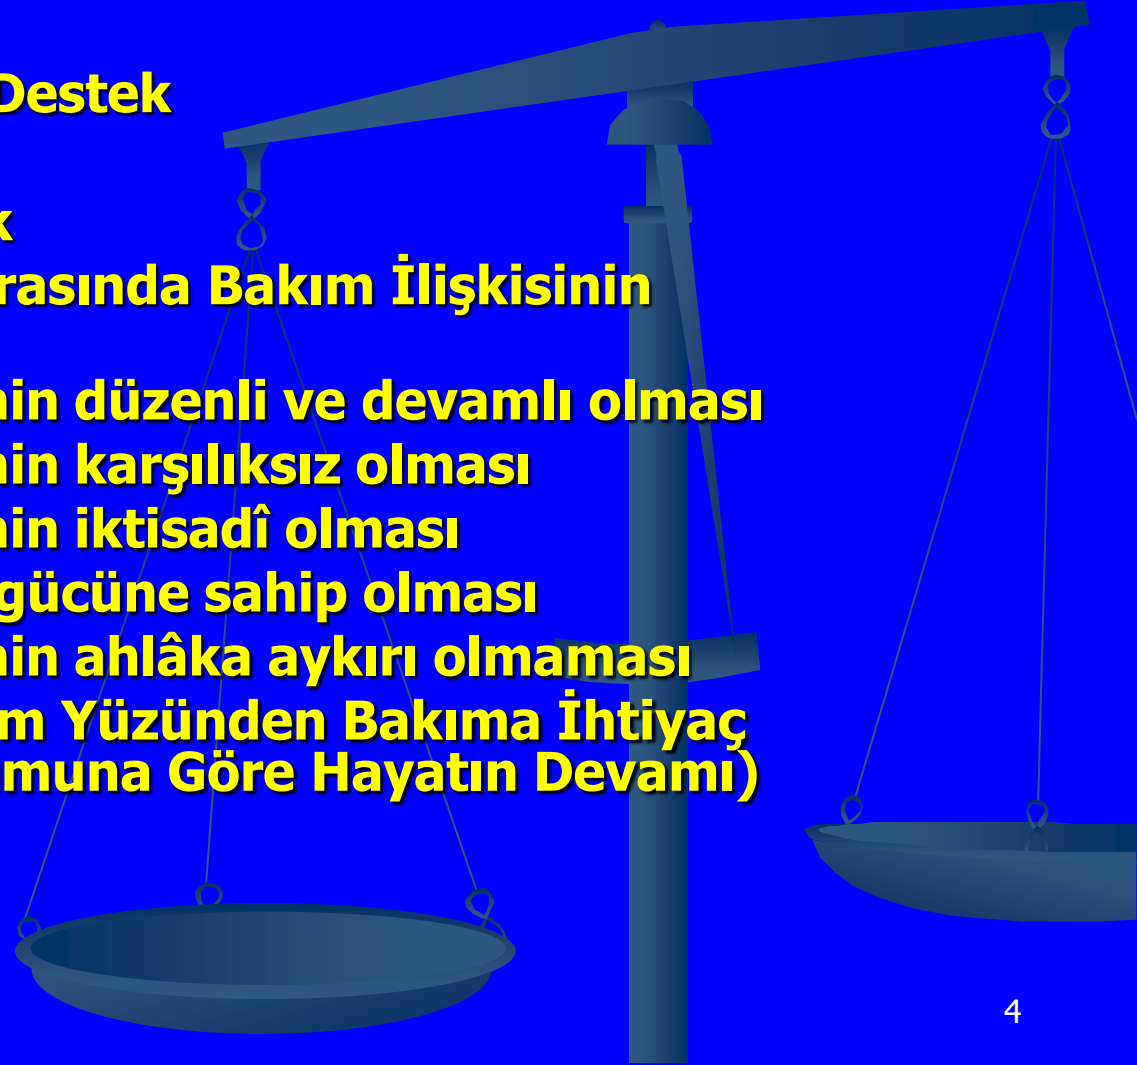 Destek
k
rasında Bakım İlişkisinin
nin düzenli ve devamlı olması
nin karşılıksız olması
nin iktisadî olması
gücüne sahip olması
nin ahlâka aykırı olmaması
m Yüzünden Bakıma İhtiyaç
muna Göre Hayatın Devamı)
4